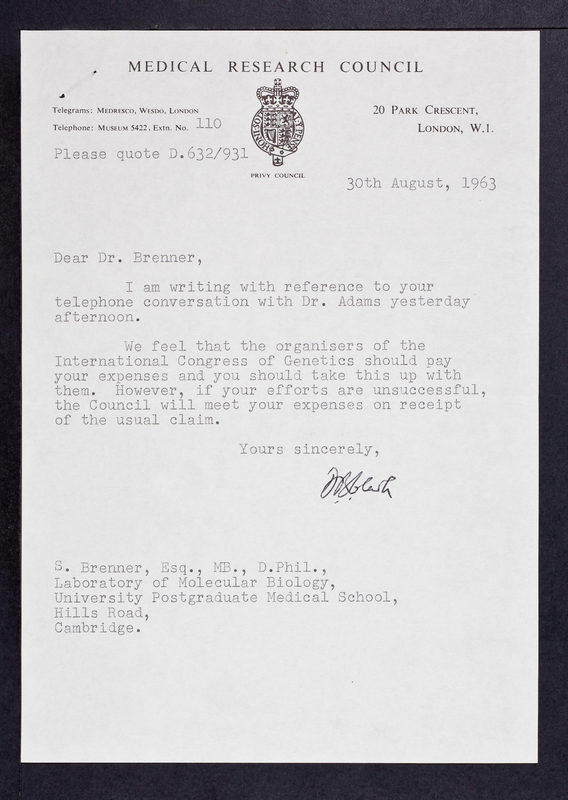 MEDICAL RESEARCH COUNCIL
Telegrams: MEDRESCO, WESDO, LONDON
Telephone: MUSEUM 5422, Extn. No. 110
20 PARK CRESCENT,
LONDON, W.1.
Please quote D.632/931
PRIVY COUNCIL
30th August, 1963
Dear Dr. Brenner,
I am writing with reference to your
telephone conversation with Dr. Adams yesterday
afternoon.
We feel that the organisers of the
International Congress of Genetics should pay
your expenses and you should take this up with
them. However, if your efforts are unsuccessful,
the Council will meet your expenses on receipt
of the usual claim.
Yours sincerely,
S. Brenner, Esq., MB., D.Phil.,
Laboratory of Molecular Biology,
University Postgraduate Medical School,
Hills Road,
Cambridge.